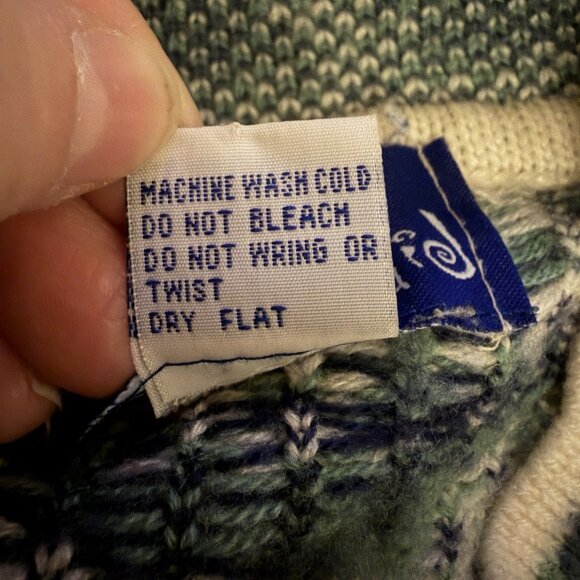 MACHINE WASH COLD
DO NOT BLEACH
DO NOT WRING OR
TWIST
DRY FLAT